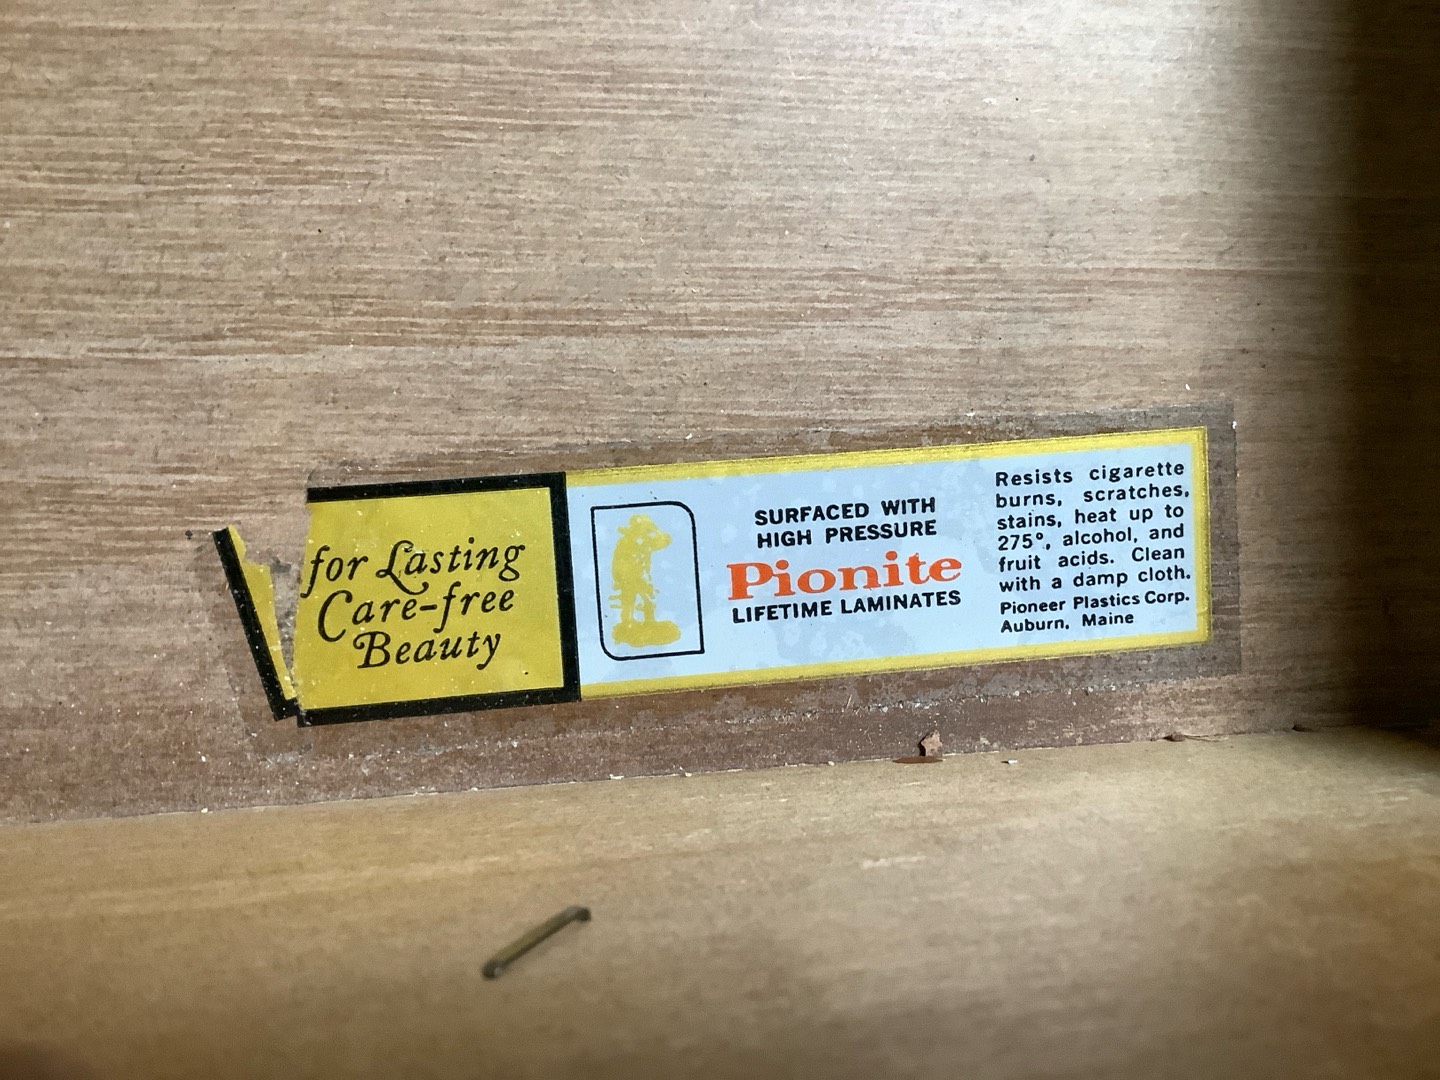 for Lasting
Care-free
Beauty
SURFACED WITH
HIGH PRESSURE
Pionite
LIFETIME LAMINATES
Resists cigarette
burns, scratches,
stains, heat up to
275°, alcohol, and
fruit acids. Clean
with a damp cloth.
Pioneer Plastics Corp.
Auburn, Maine